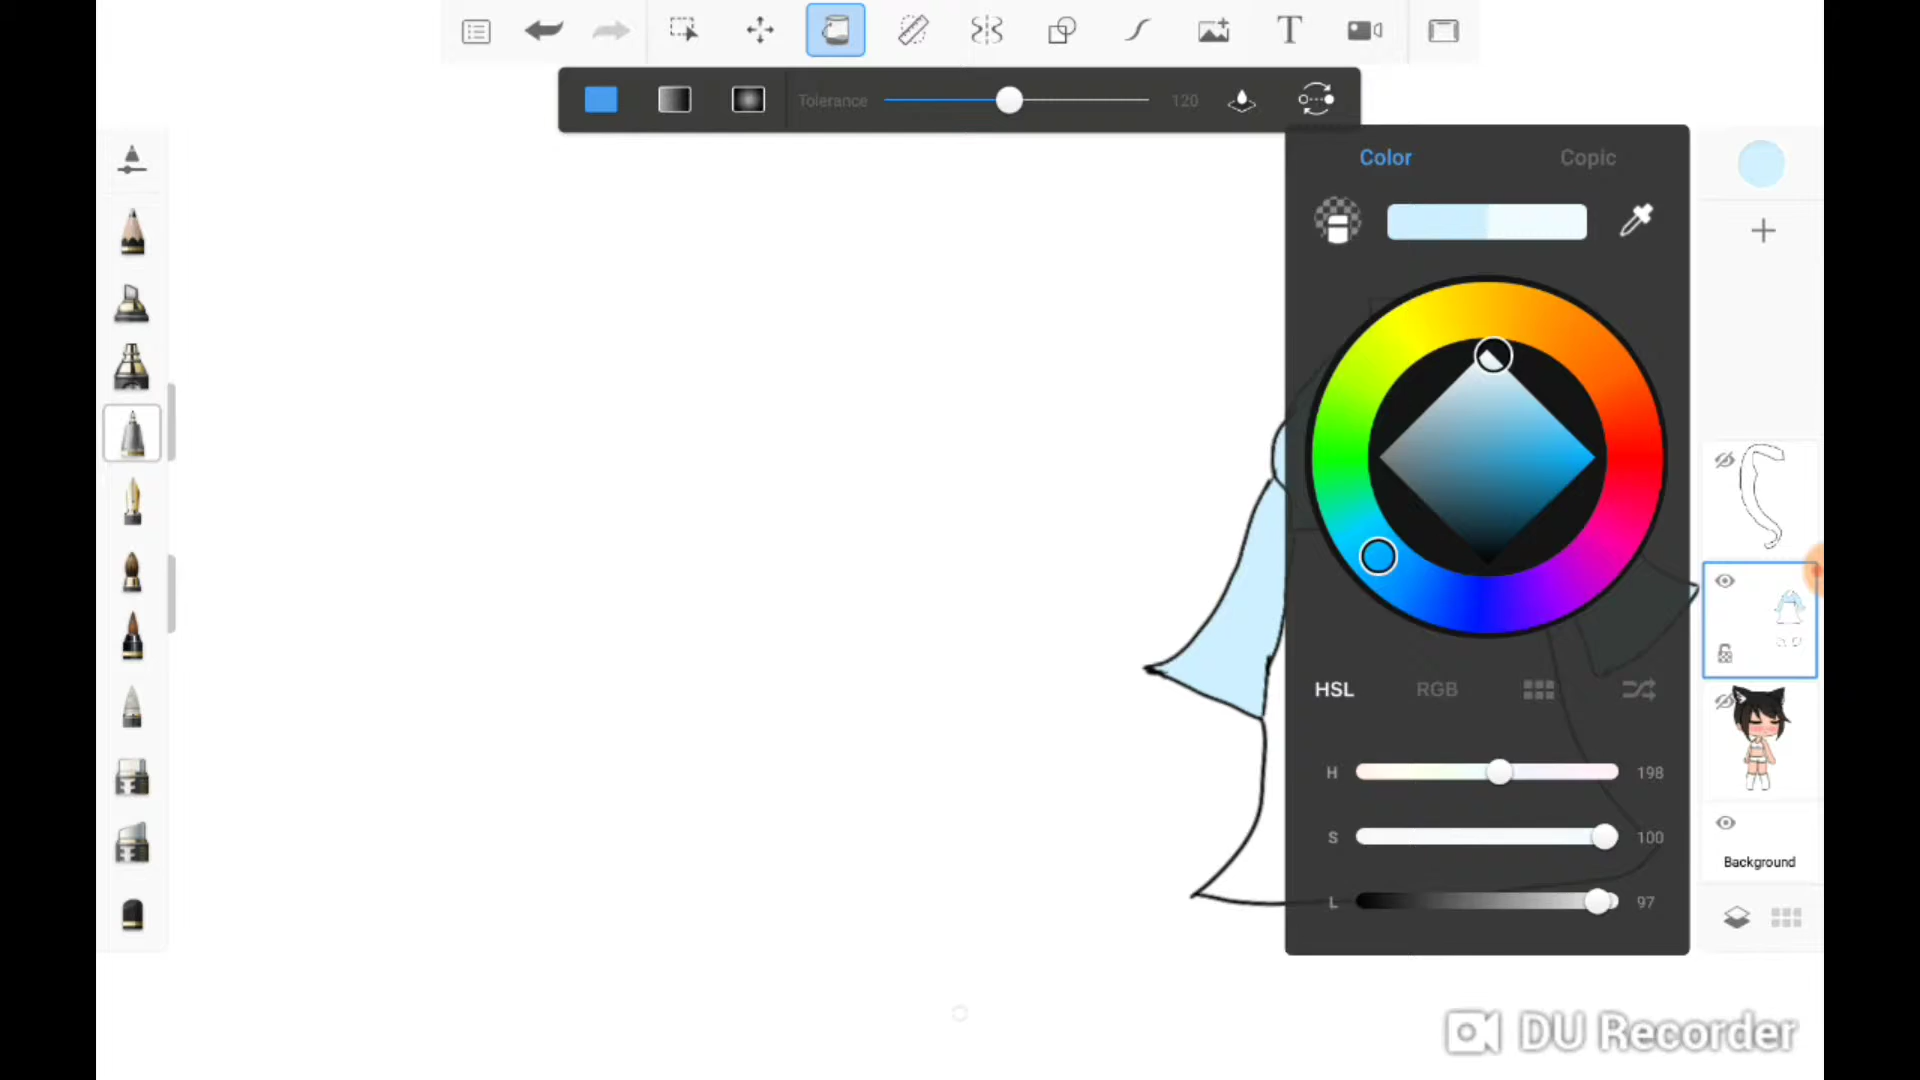 T
Tolerance 120
Color Copic
HSL RGB
H 198
S 100
L 97
Background
DU Recorder